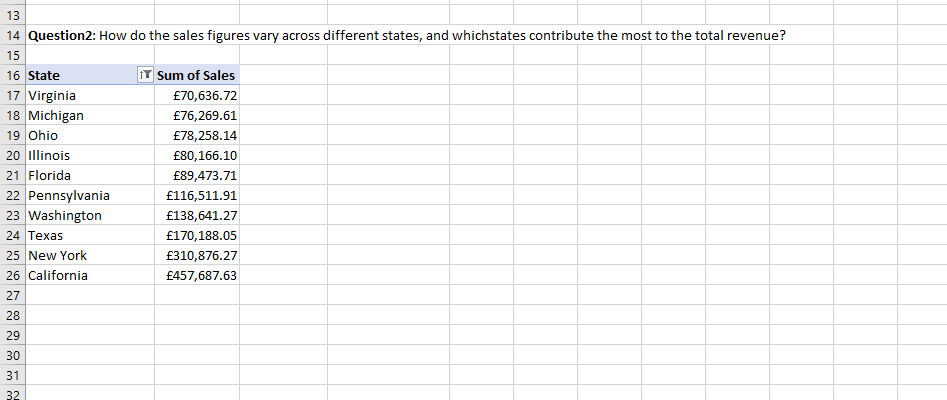 13
14 Question2: How do the sales figures vary across different states, and whichstates contribute the most to the total revenue?
15
16 State Sum of Sales
17 Virginia £70,636.72
18 Michigan £76,269.61
19 Ohio £78,258.14
20 Illinois £80,166.10
21 Florida £89,473.71
22 Pennsylvania £116,511.91
23 Washington £138,641.27
24 Texas £170,188.05
25 New York £310,876.27
26 California £457,687.63
27
28
29
30
31
32